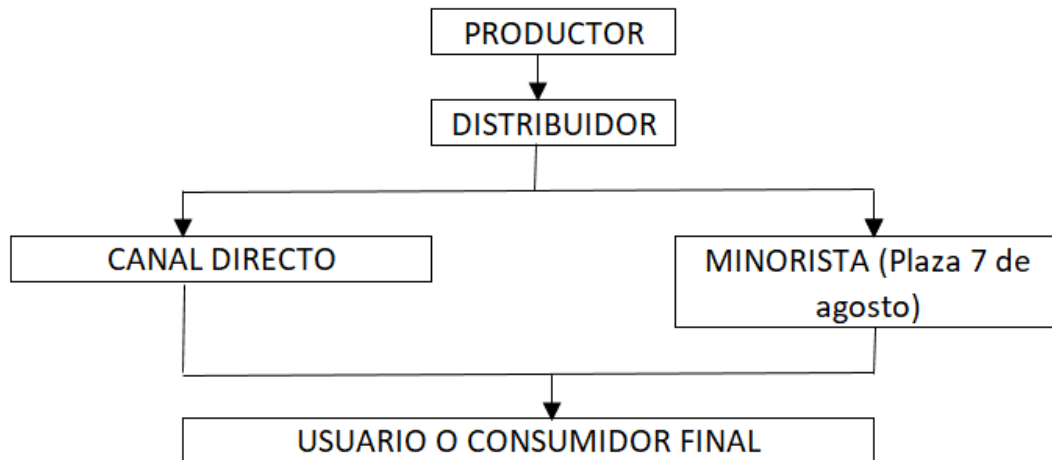 PRODUCTOR
DISTRIBUIDOR
CANAL DIRECTO
MINORISTA (Plaza 7 de
agosto)
USUARIO O CONSUMIDOR FINAL